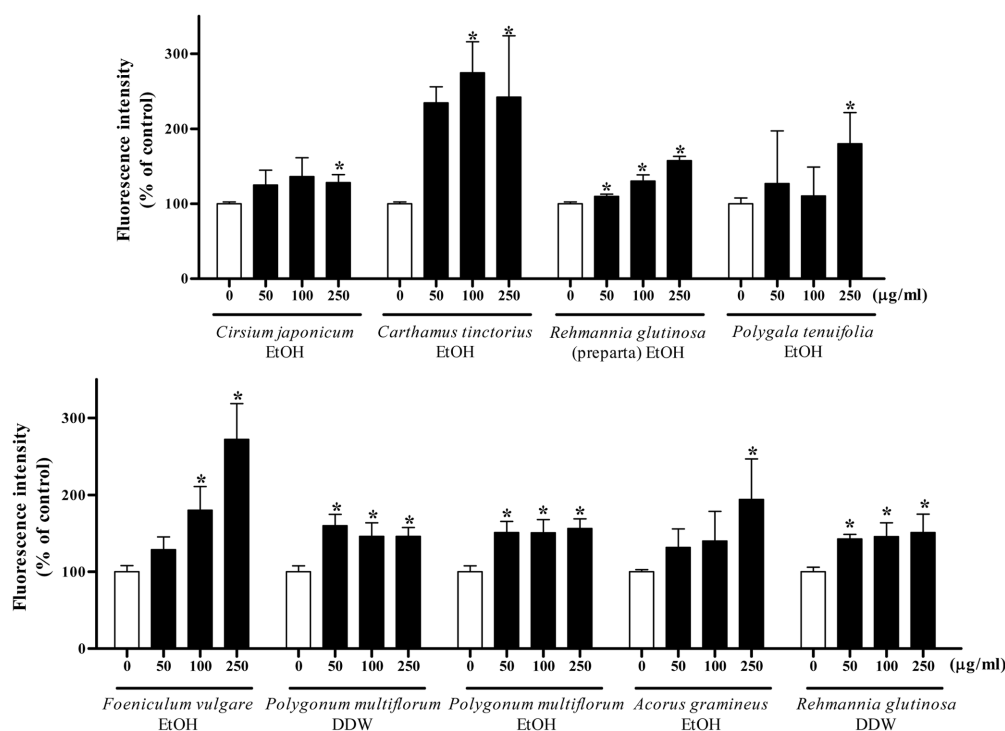 Fluorescence intensity
(% of control)
300
200
100
0
* * * * * * *
0 50 100 250 0 50 100 250 0 50 100 250 0 50 100 250 (µg/ml)
Cirsium japonicum Carthamus tinctorius Rehmannia glutinosa Polygala tenuifolia
EtOH EtOH (preparta) EtOH EtOH
Fluorescence intensity
(% of control)
300
200
100
0
* * * * * * * * * * * *
0 50 100 250 0 50 100 250 0 50 100 250 0 50 100 250 0 50 100 250 (µg/ml)
Foeniculum vulgare Polygonum multiflorum Polygonum multiflorum Acorus gramineus Rehmannia glutinosa
EtOH DDW EtOH EtOH DDW